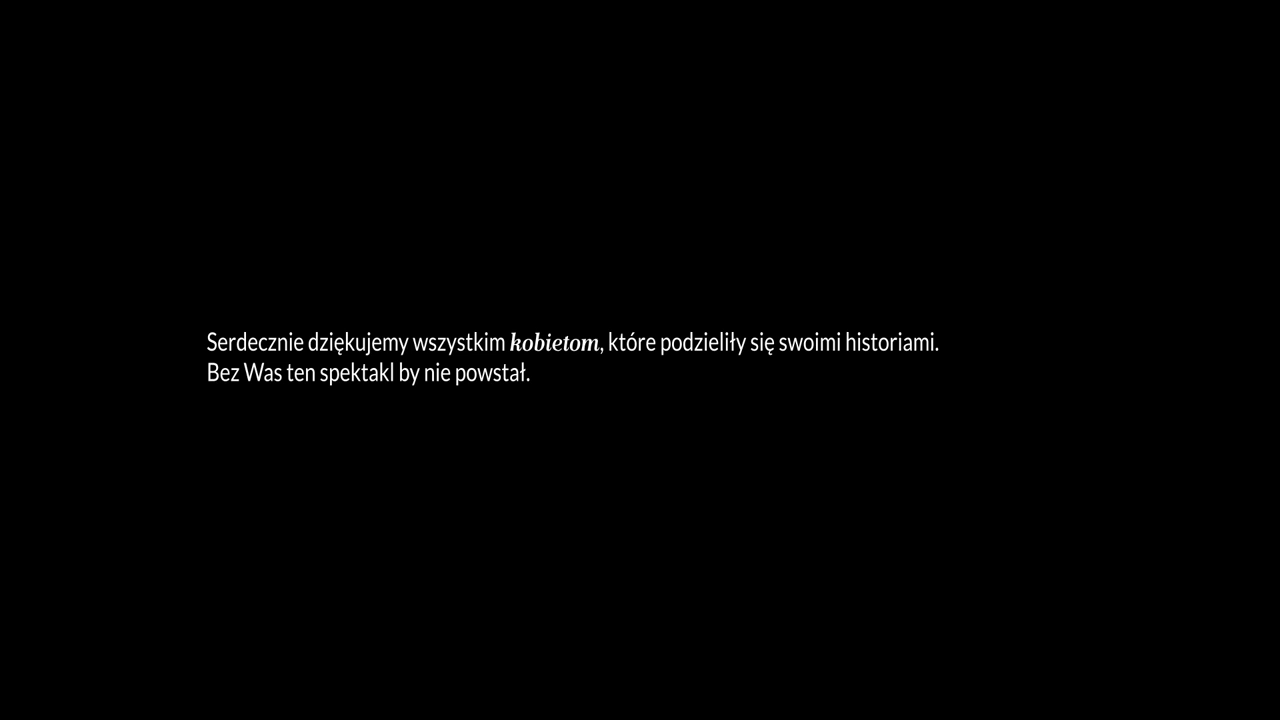 Serdecznie dziękujemy wszystkim kobietom, które podzieliły się swoimi historiami.
Bez Was ten spektakl by nie powstał.